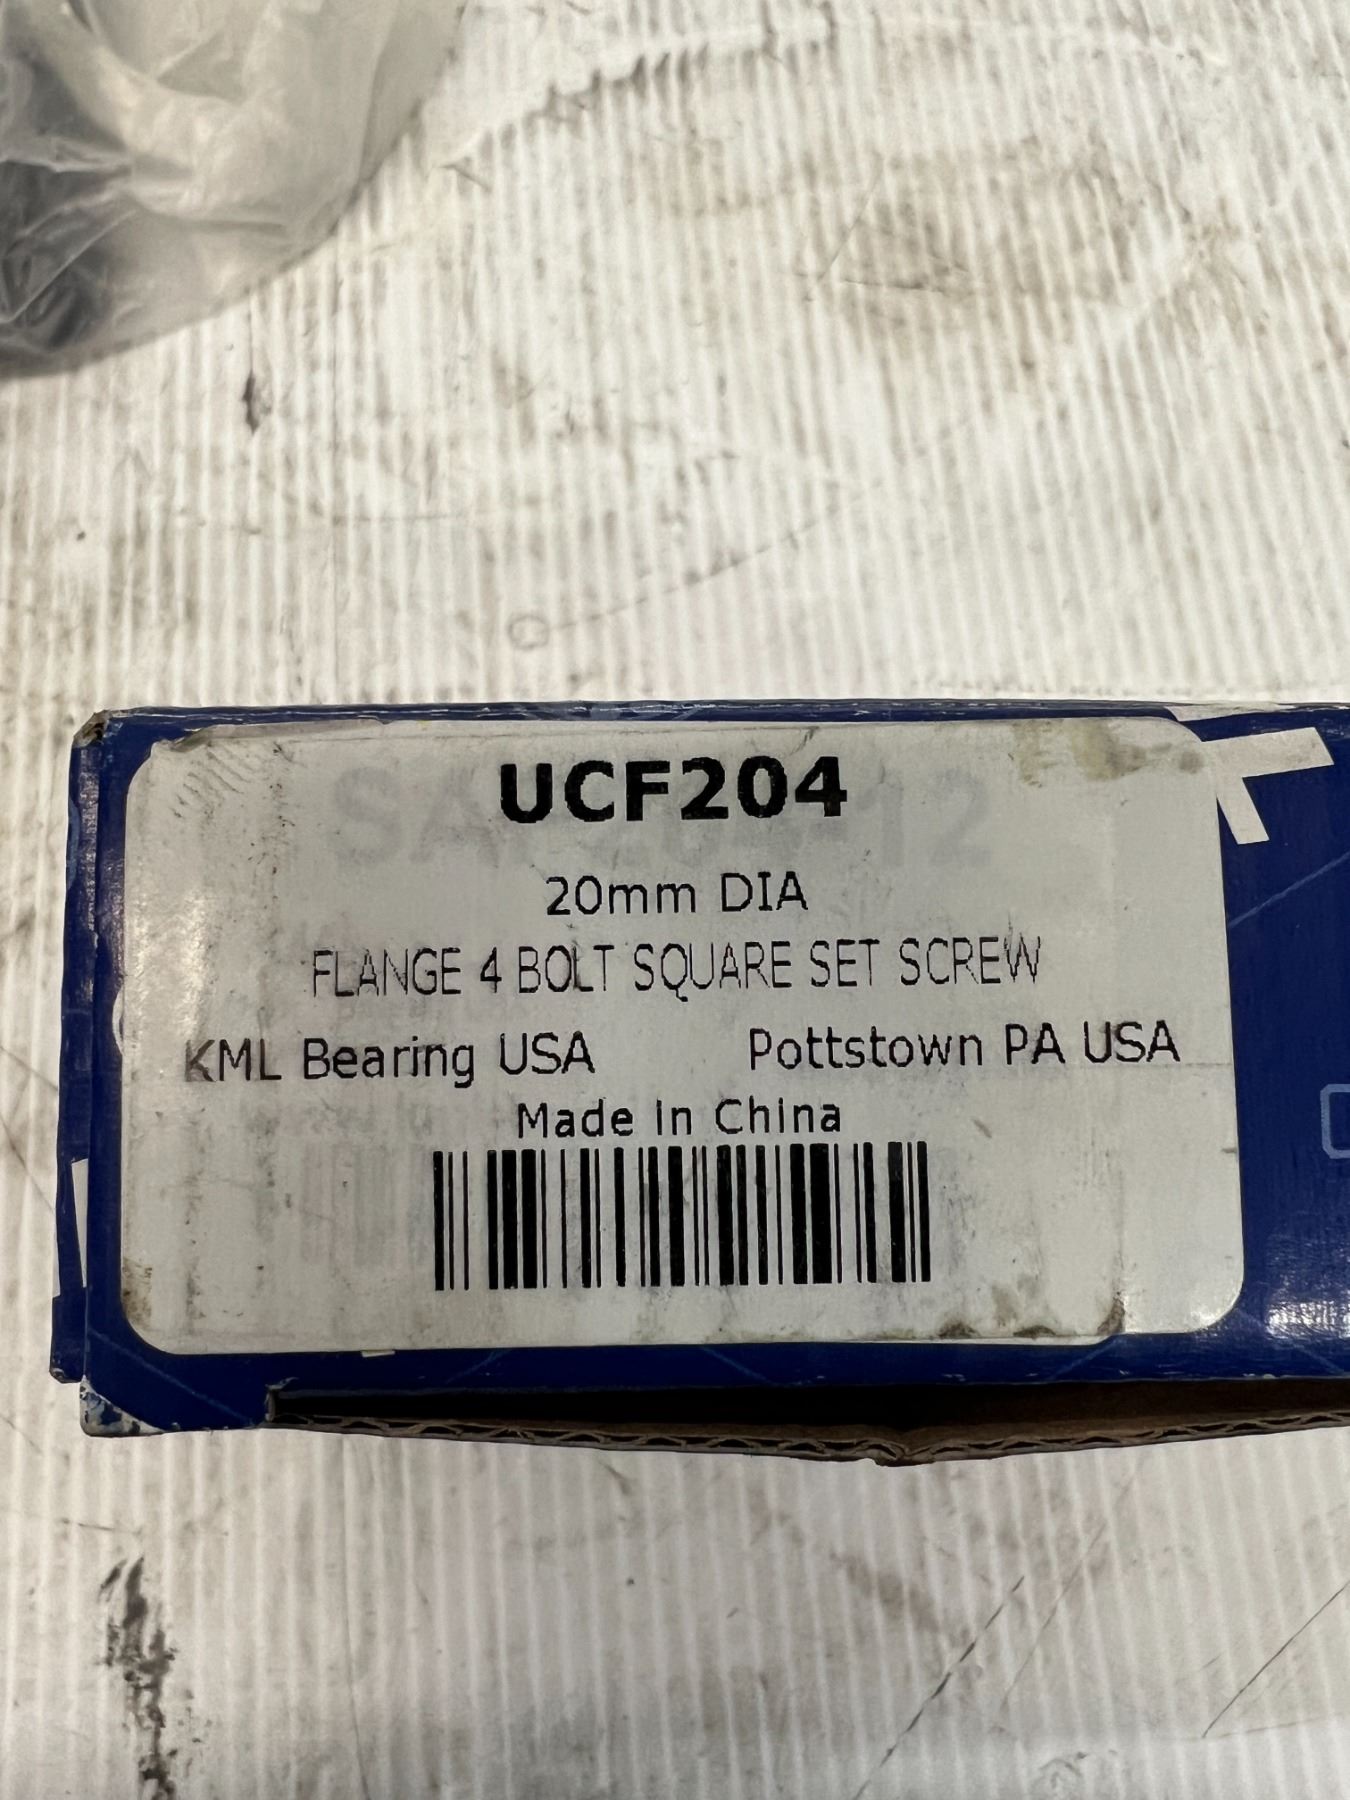 UCF204
20mm DIA
FLANGE 4 BOLT SQUARE SET SCREW
KML Bearing USA Pottstown PA USA
Made in China